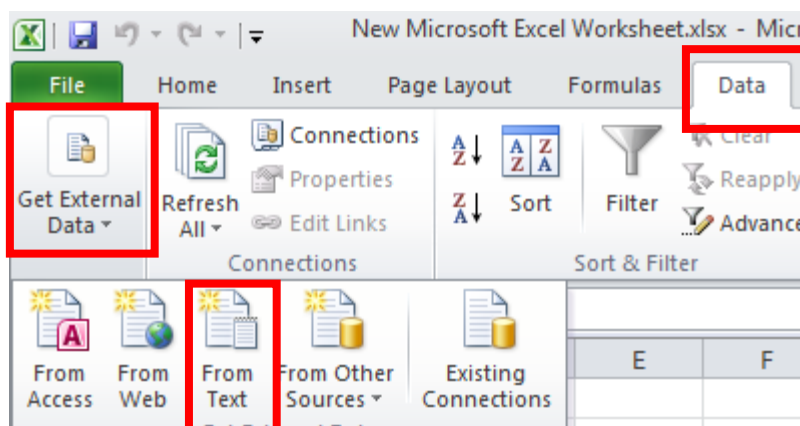 New Microsoft Excel Worksheet.xlsx - Micr
File Home Insert Page Layout Formulas Data
Get External
Data
Refresh
All
Connections
Properties
Edit Links
Connections
A
Z
Z
A
A Z
Z A
Sort
Filter
Clear
Reapply
Advance
Sort & Filter
From
Access
From
Web
From
Text
From Other
Sources
Existing
Connections
E F